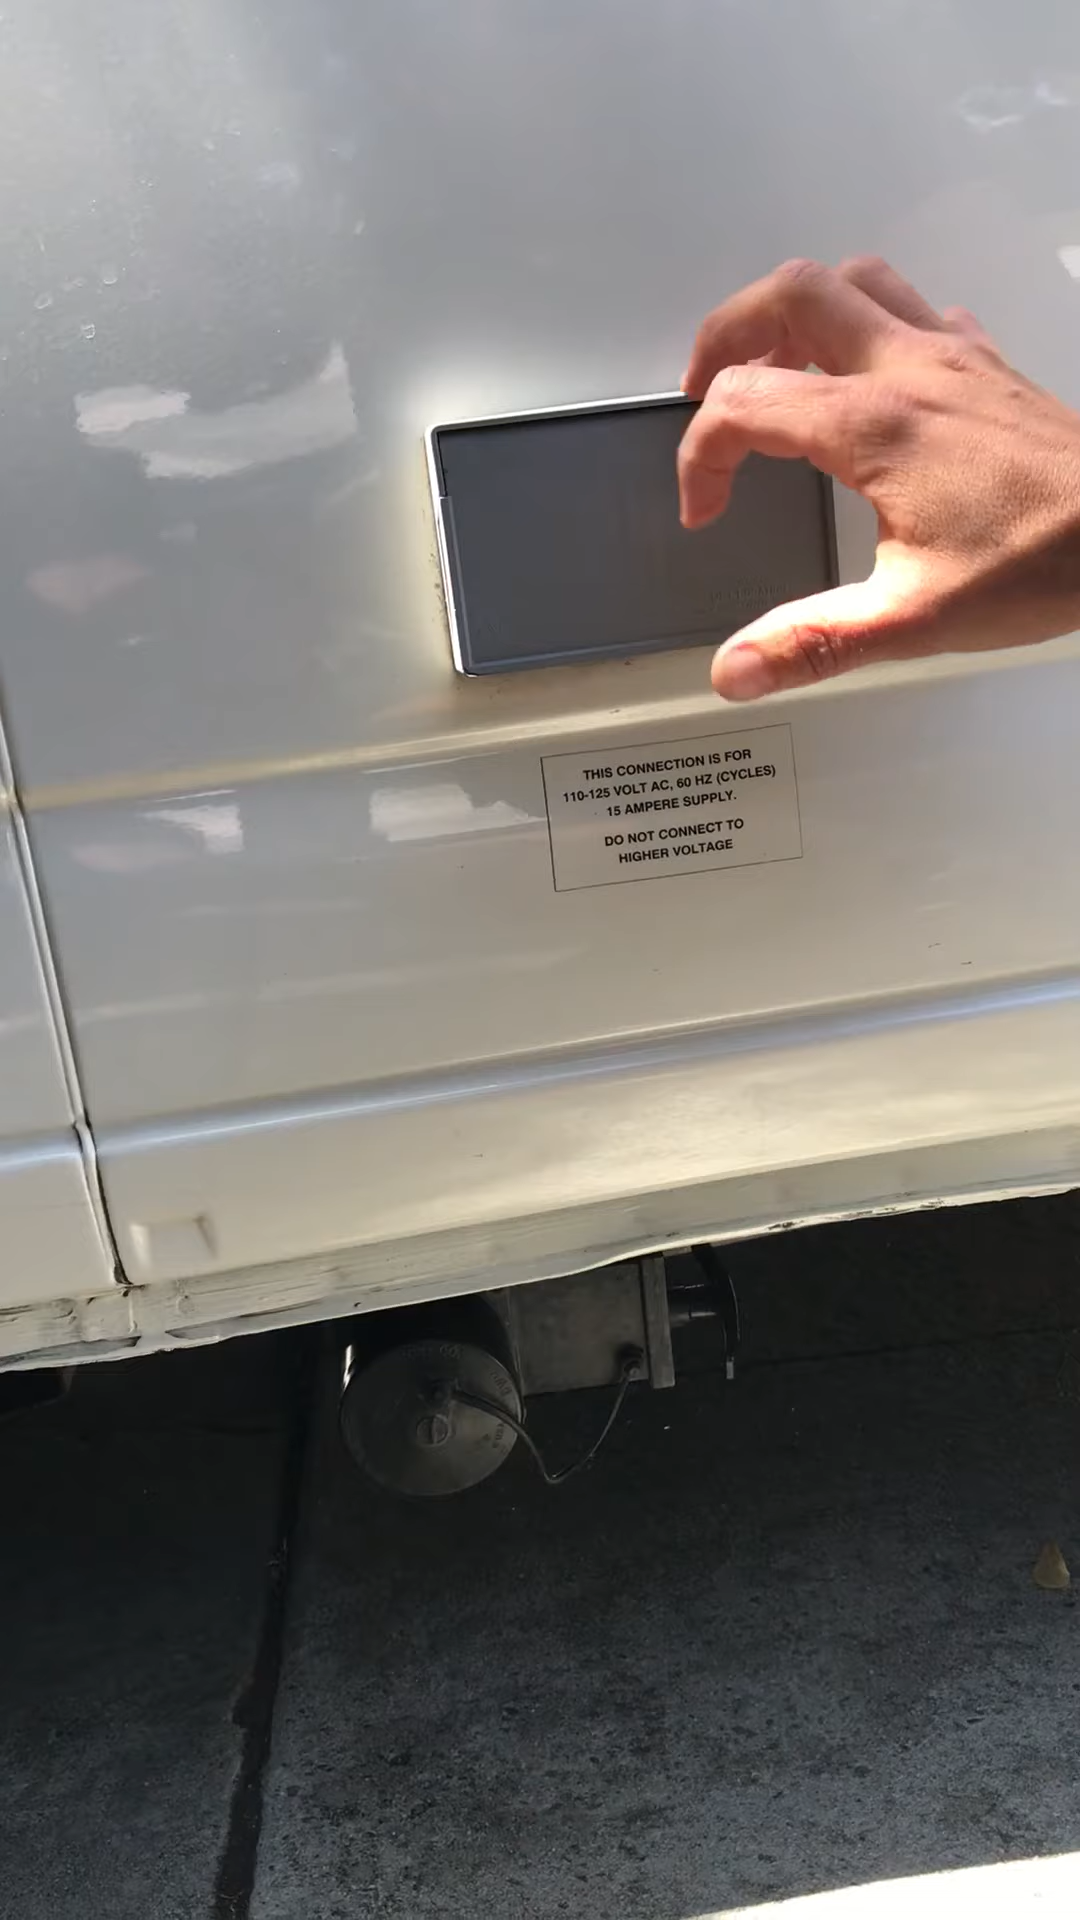 THIS CONNECTION IS FOR
110-125 VOLT AC, 60 HZ (CYCLES)
15 AMPERE SUPPLY.
DO NOT CONNECT TO
HIGHER VOLTAGE